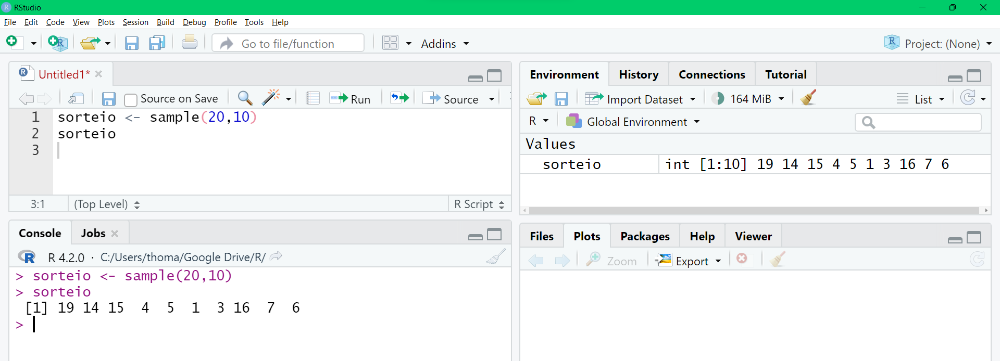 RStudio
File Edit Code View Plots Session Build Debug Profile Tools Help
Go to file/function Addins Project: (None)
Untitled1*
Source on Save Run Source
1 sorteio <- sample(20,10)
2 sorteio
3
3:1 (Top Level) R Script
Console Jobs
R 4.2.0 · C:/Users/thoma/Google Drive/R/
> sorteio <- sample(20,10)
> sorteio
[1] 19 14 15 4 5 1 3 16 7 6
>
Environment History Connections Tutorial
Import Dataset 164 MiB List
R Global Environment
Values
sorteio int [1:10] 19 14 15 4 5 1 3 16 7 6
Files Plots Packages Help Viewer
Zoom Export